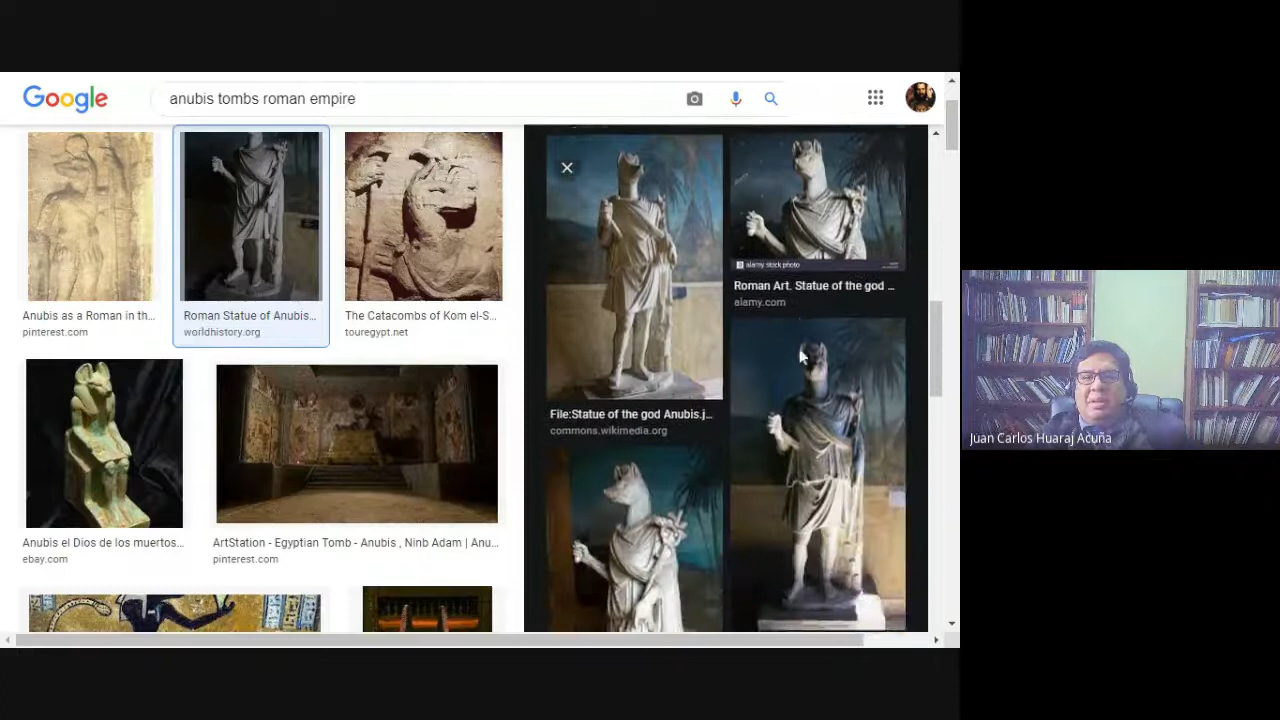 Google
anubis tombs roman empire
Anubis as a Roman in th...
pinterest.com
Roman Statue of Anubis...
worldhistory.org
The Catacombs of Kom el-S...
touregypt.net
Anubis el Dios de los muertos...
ebay.com
ArtStation - Egyptian Tomb - Anubis , Ninb Adam | Anu...
pinterest.com
a alamy stock photo
Roman Art. Statue of the god ...
alamy.com
File:Statue of the god Anubis.j...
commons.wikimedia.org
Juan Carlos Huaraj Acuña